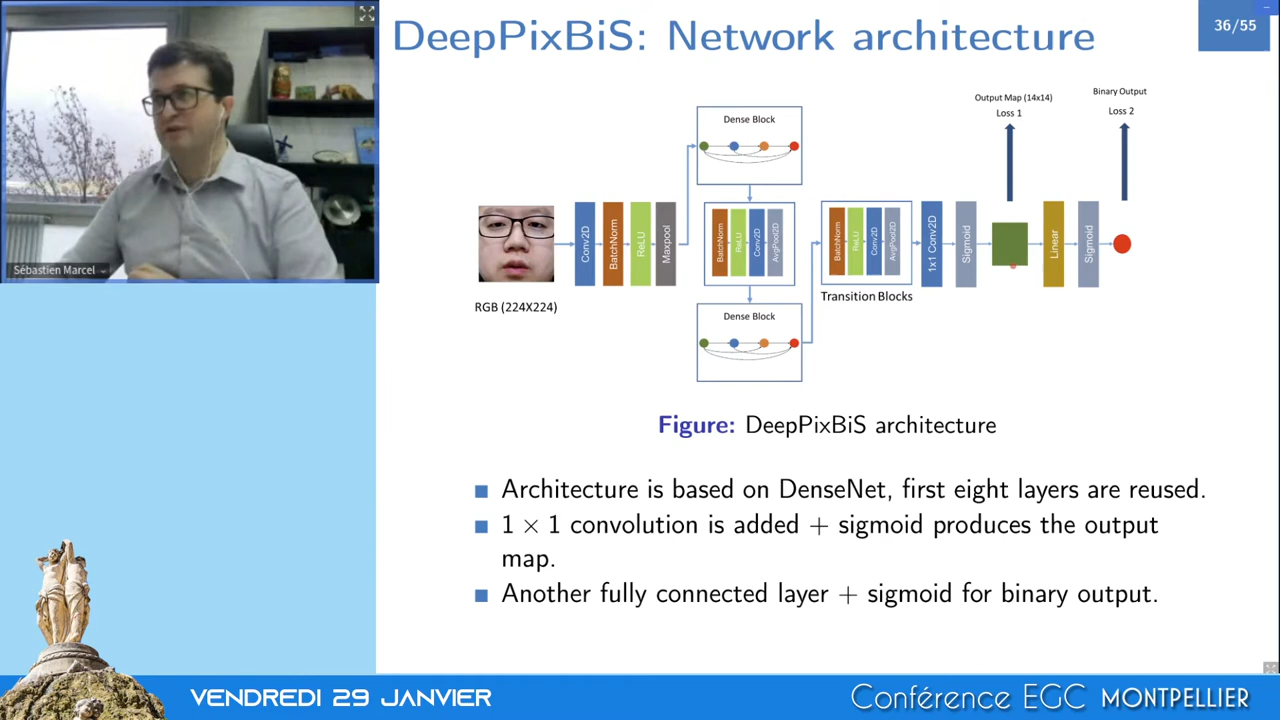 DeepPixBiS: Network architecture
36/55
Sébastien Marcel
Output Map (14x14)
Loss 1
Binary Output
Loss 2
Dense Block
Conv2D
BatchNorm
ReLU
Maxpool
BatchNorm
ReLU
Conv2D
AvgPool2D
BatchNorm
ReLU
Conv2D
AvgPool2D
1x1 Conv2D
Sigmoid
Linear
Sigmoid
RGB (224X224)
Transition Blocks
Dense Block
Figure: DeepPixBiS architecture
Architecture is based on DenseNet, first eight layers are reused.
1 × 1 convolution is added + sigmoid produces the output
map.
Another fully connected layer + sigmoid for binary output.
VENDREDI 29 JANVIER
Conférence EGC MONTPELLIER